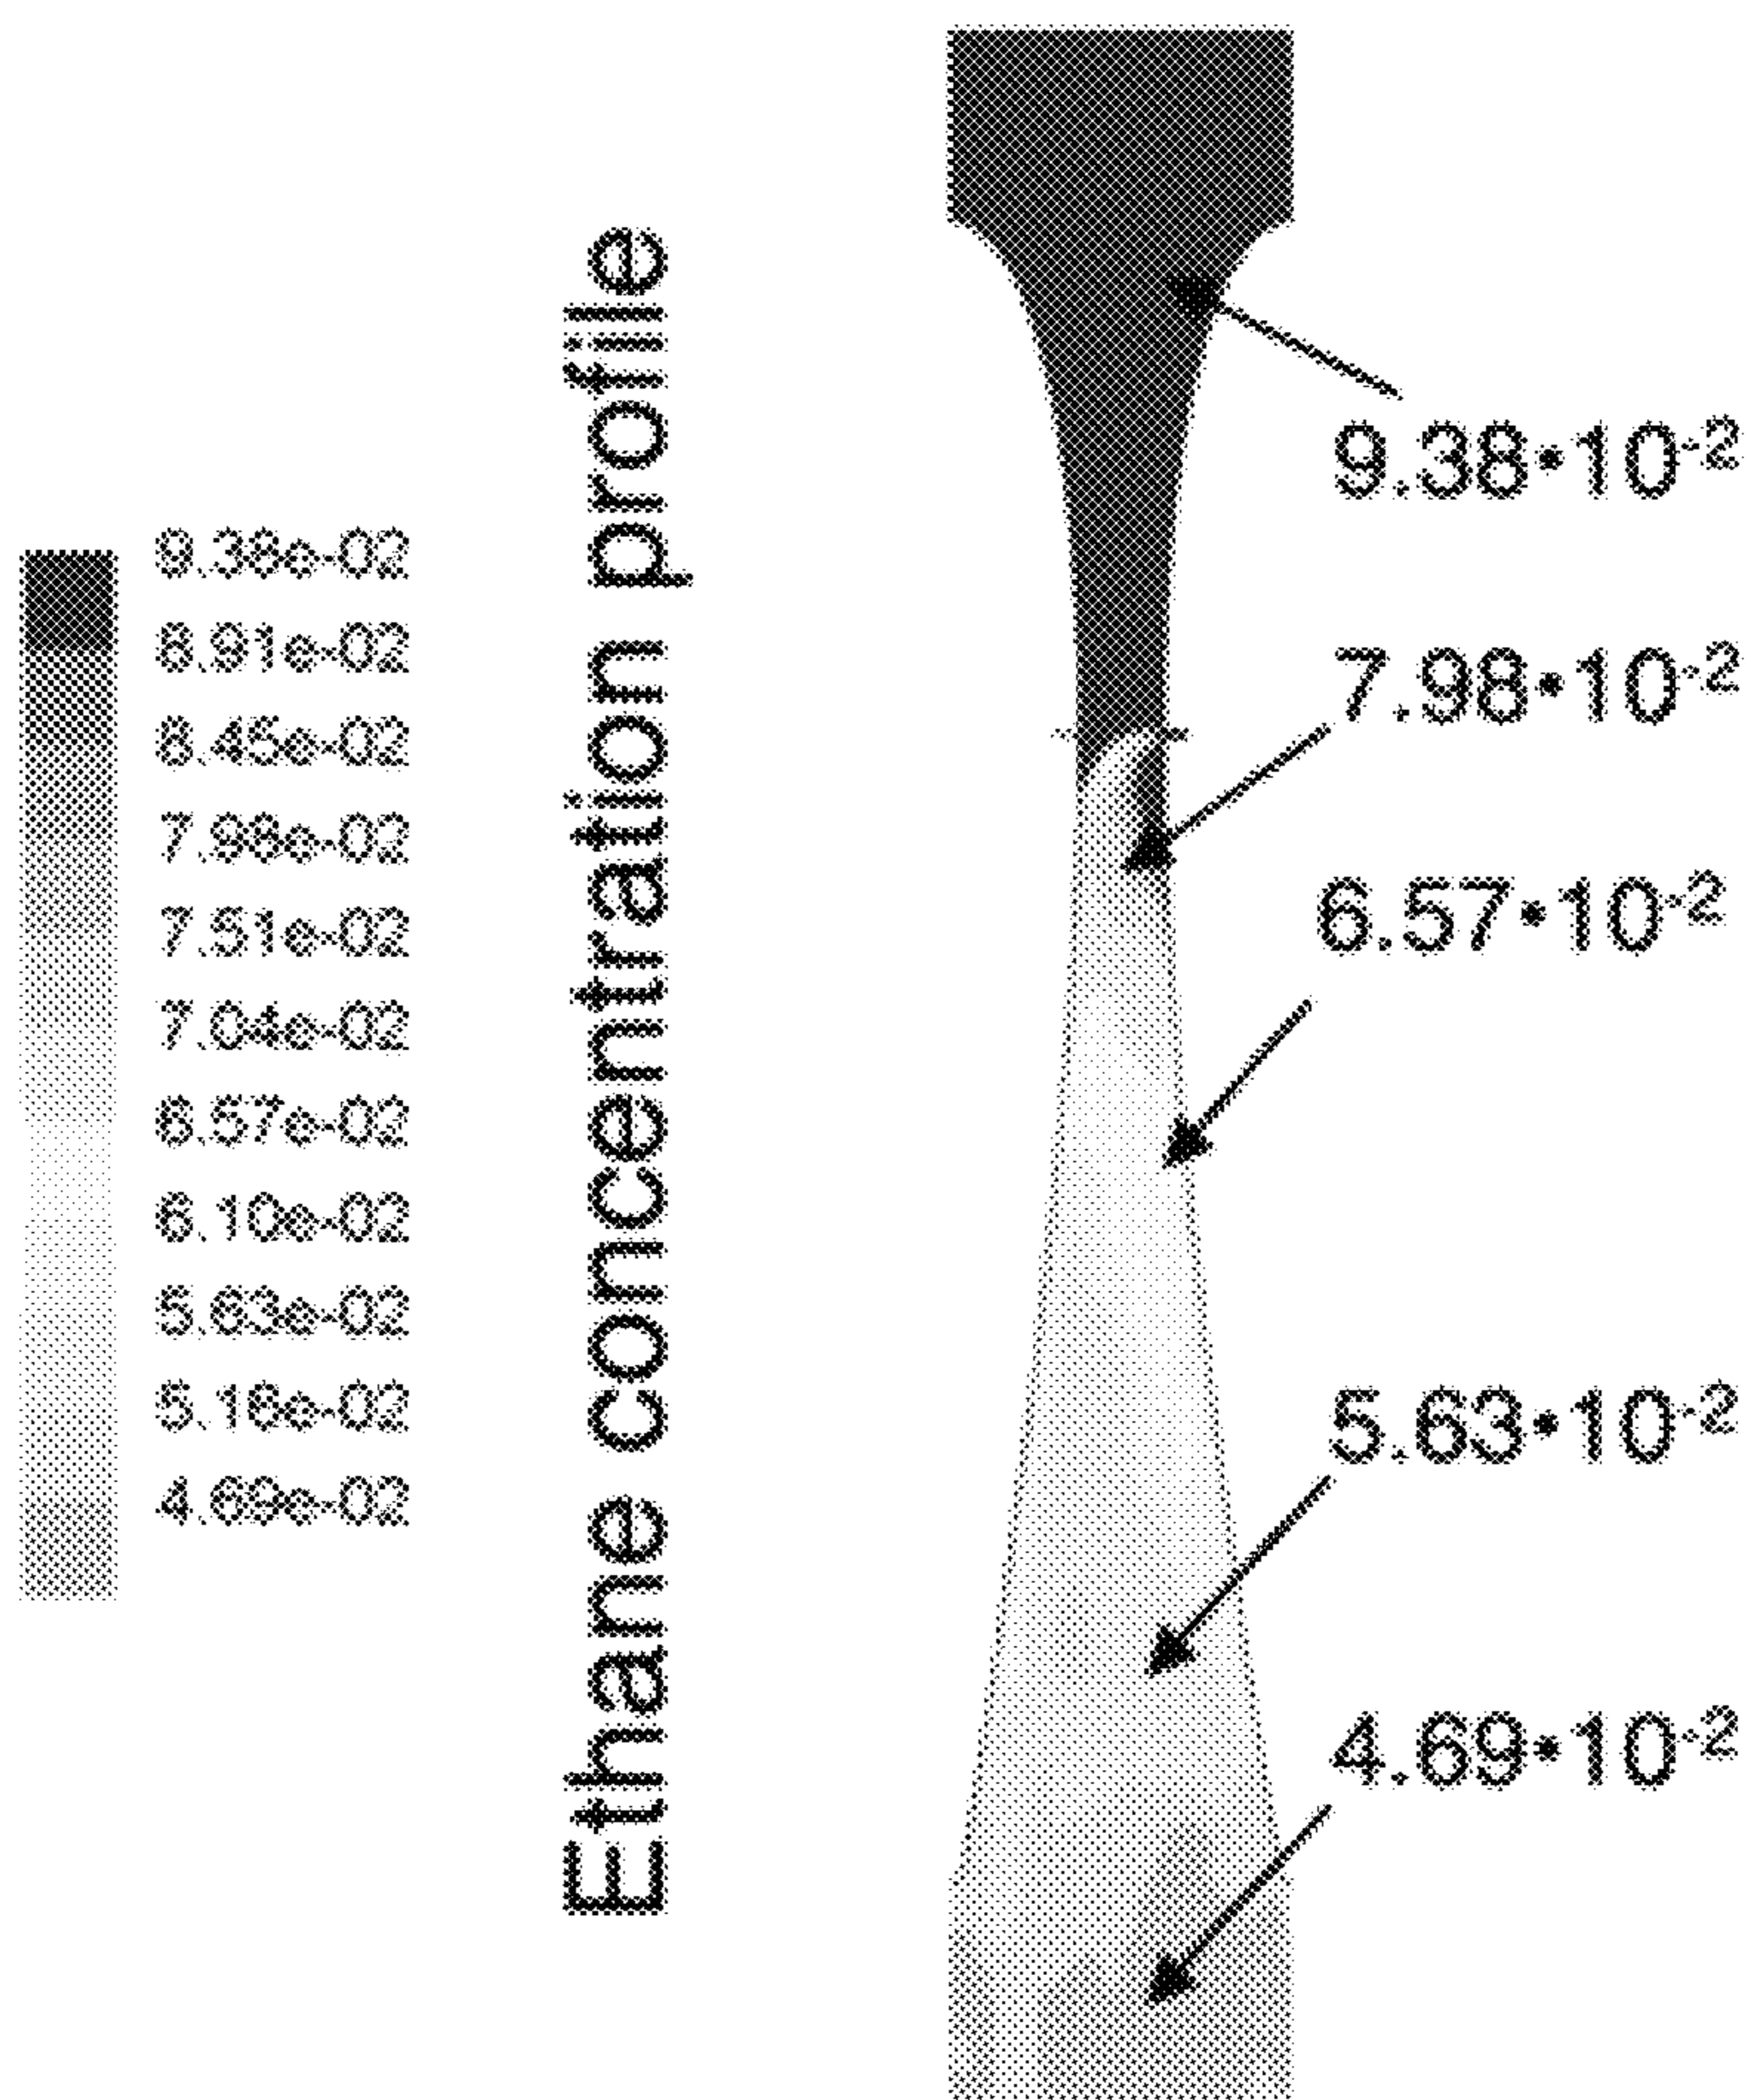 9.38e-02
8.91e-02
8.45e-02
7.98e-02
7.51e-02
7.04e-02
6.57e-02
6.10e-02
5.63e-02
5.16e-02
4.69e-02
Ethane concentration profile
9.38•10-2
7.98•10-2
6.57•10-2
5.63•10-2
4.69•10-2